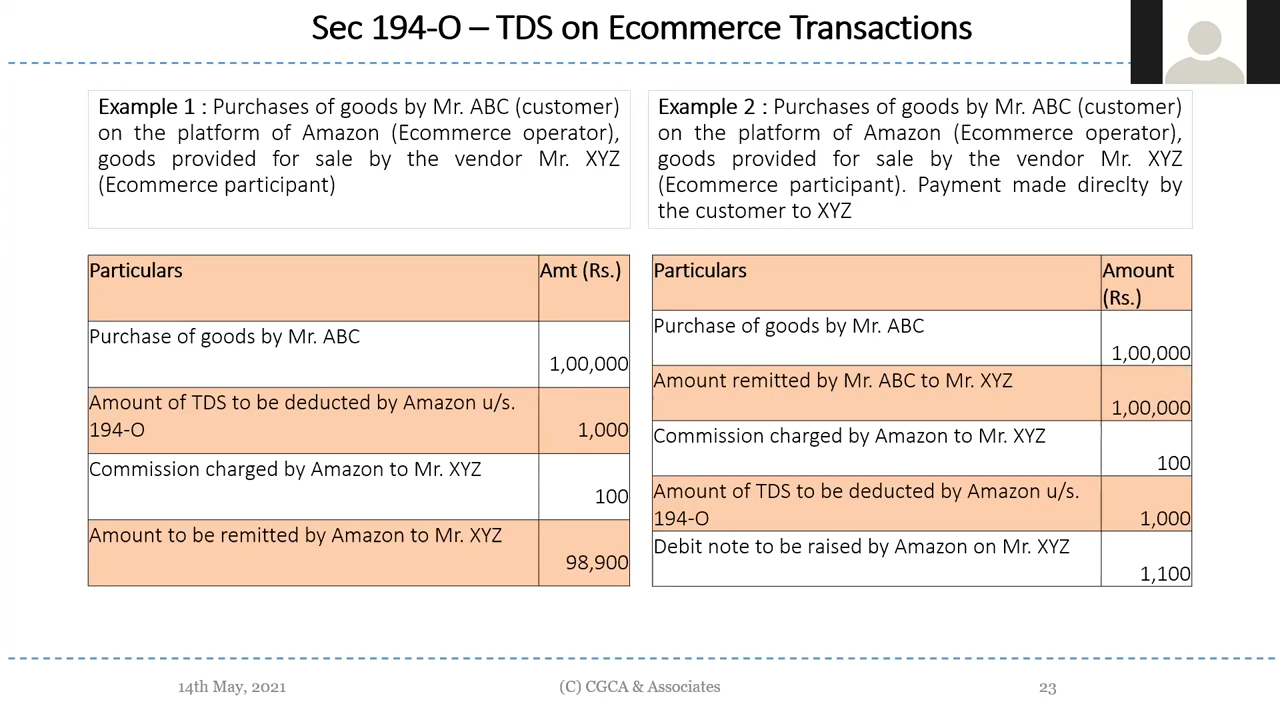 Sec 194-O – TDS on Ecommerce Transactions
Example 1 : Purchases of goods by Mr. ABC (customer)
on the platform of Amazon (Ecommerce operator),
goods provided for sale by the vendor Mr. XYZ
(Ecommerce participant)
Example 2 : Purchases of goods by Mr. ABC (customer)
on the platform of Amazon (Ecommerce operator),
goods provided for sale by the vendor Mr. XYZ
(Ecommerce participant). Payment made direclty by
the customer to XYZ
Particulars Amt (Rs.)
Purchase of goods by Mr. ABC
1,00,000
Amount of TDS to be deducted by Amazon u/s.
194-O 1,000
Commission charged by Amazon to Mr. XYZ
100
Amount to be remitted by Amazon to Mr. XYZ
98,900
Particulars Amount
(Rs.)
Purchase of goods by Mr. ABC
1,00,000
Amount remitted by Mr. ABC to Mr. XYZ
1,00,000
Commission charged by Amazon to Mr. XYZ
100
Amount of TDS to be deducted by Amazon u/s.
194-O 1,000
Debit note to be raised by Amazon on Mr. XYZ
1,100
14th May, 2021 (C) CGCA & Associates 23